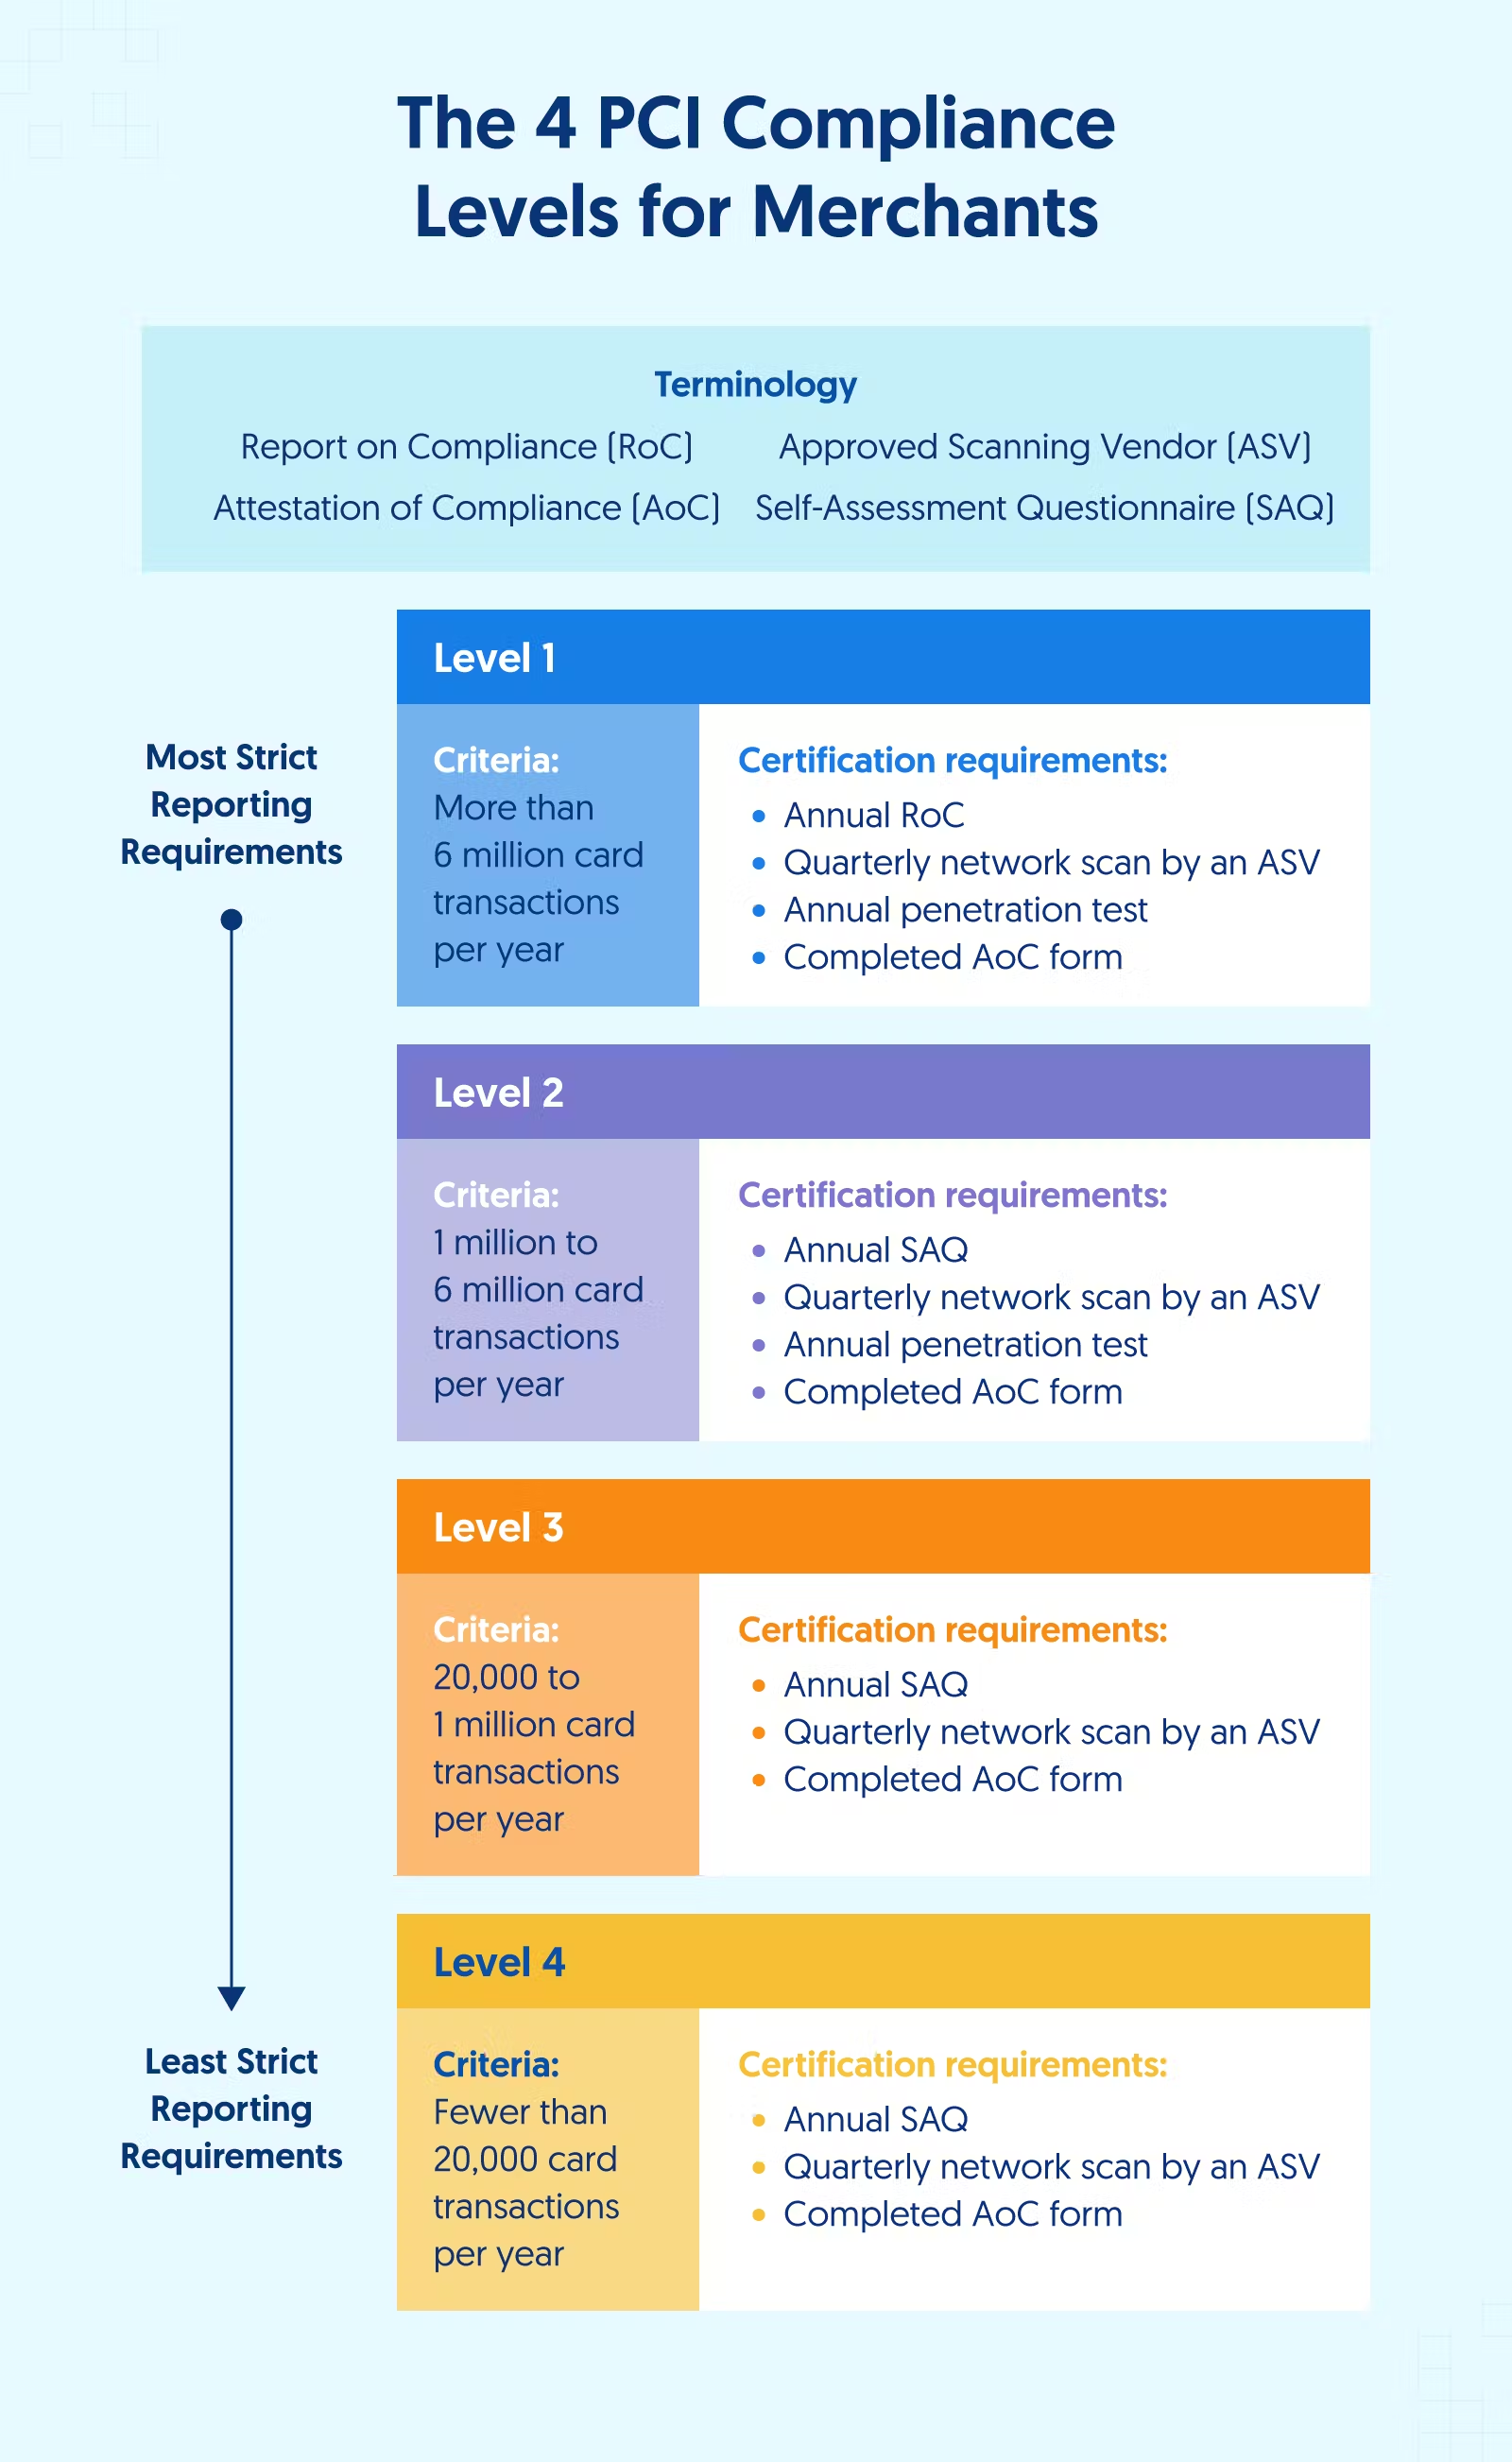 The 4 PCI Compliance
Levels for Merchants
Terminology
Report on Compliance (RoC)
Approved Scanning Vendor (ASV)
Attestation of Compliance (AoC)
Self-Assessment Questionnaire (SAQ)
Most Strict
Reporting
Requirements
Level 1
Criteria:
More than
6 million card
transactions
per year
Certification requirements:
• Annual RoC
• Quarterly network scan by an ASV
• Annual penetration test
• Completed AoC form
Level 2
Criteria:
1 million to
6 million card
transactions
per year
Certification requirements:
• Annual SAQ
• Quarterly network scan by an ASV
• Annual penetration test
• Completed AoC form
Level 3
Criteria:
20,000 to
1 million card
transactions
per year
Certification requirements:
• Annual SAQ
• Quarterly network scan by an ASV
• Completed AoC form
Least Strict
Reporting
Requirements
Level 4
Criteria:
Fewer than
20,000 card
transactions
per year
Certification requirements:
• Annual SAQ
• Quarterly network scan by an ASV
• Completed AoC form